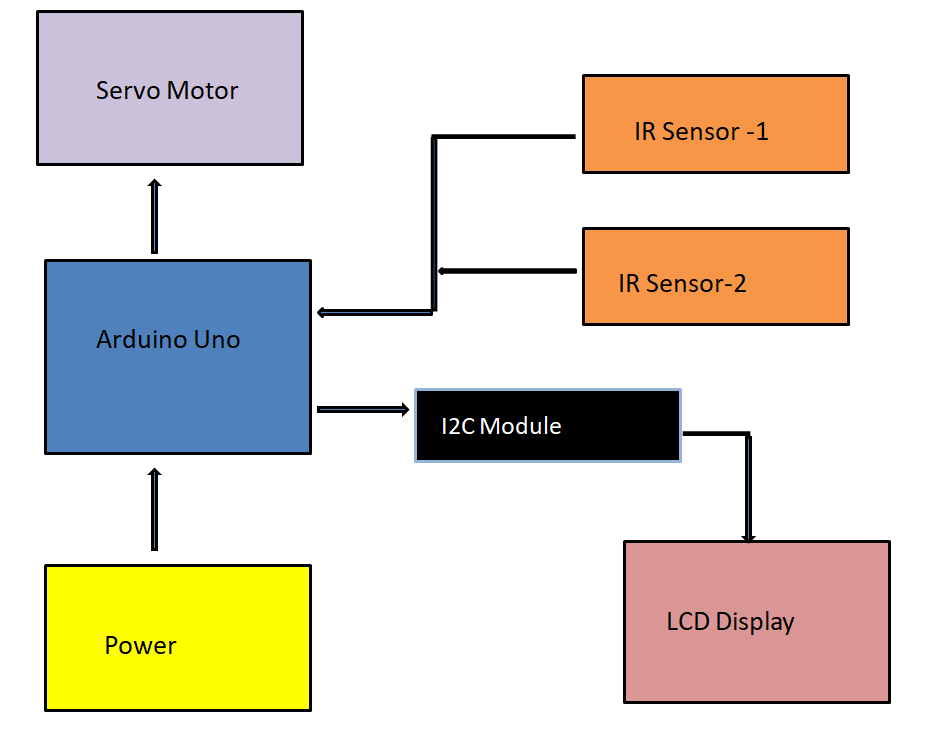 Servo Motor
IR Sensor -1
IR Sensor-2
Arduino Uno
I2C Module
LCD Display
Power